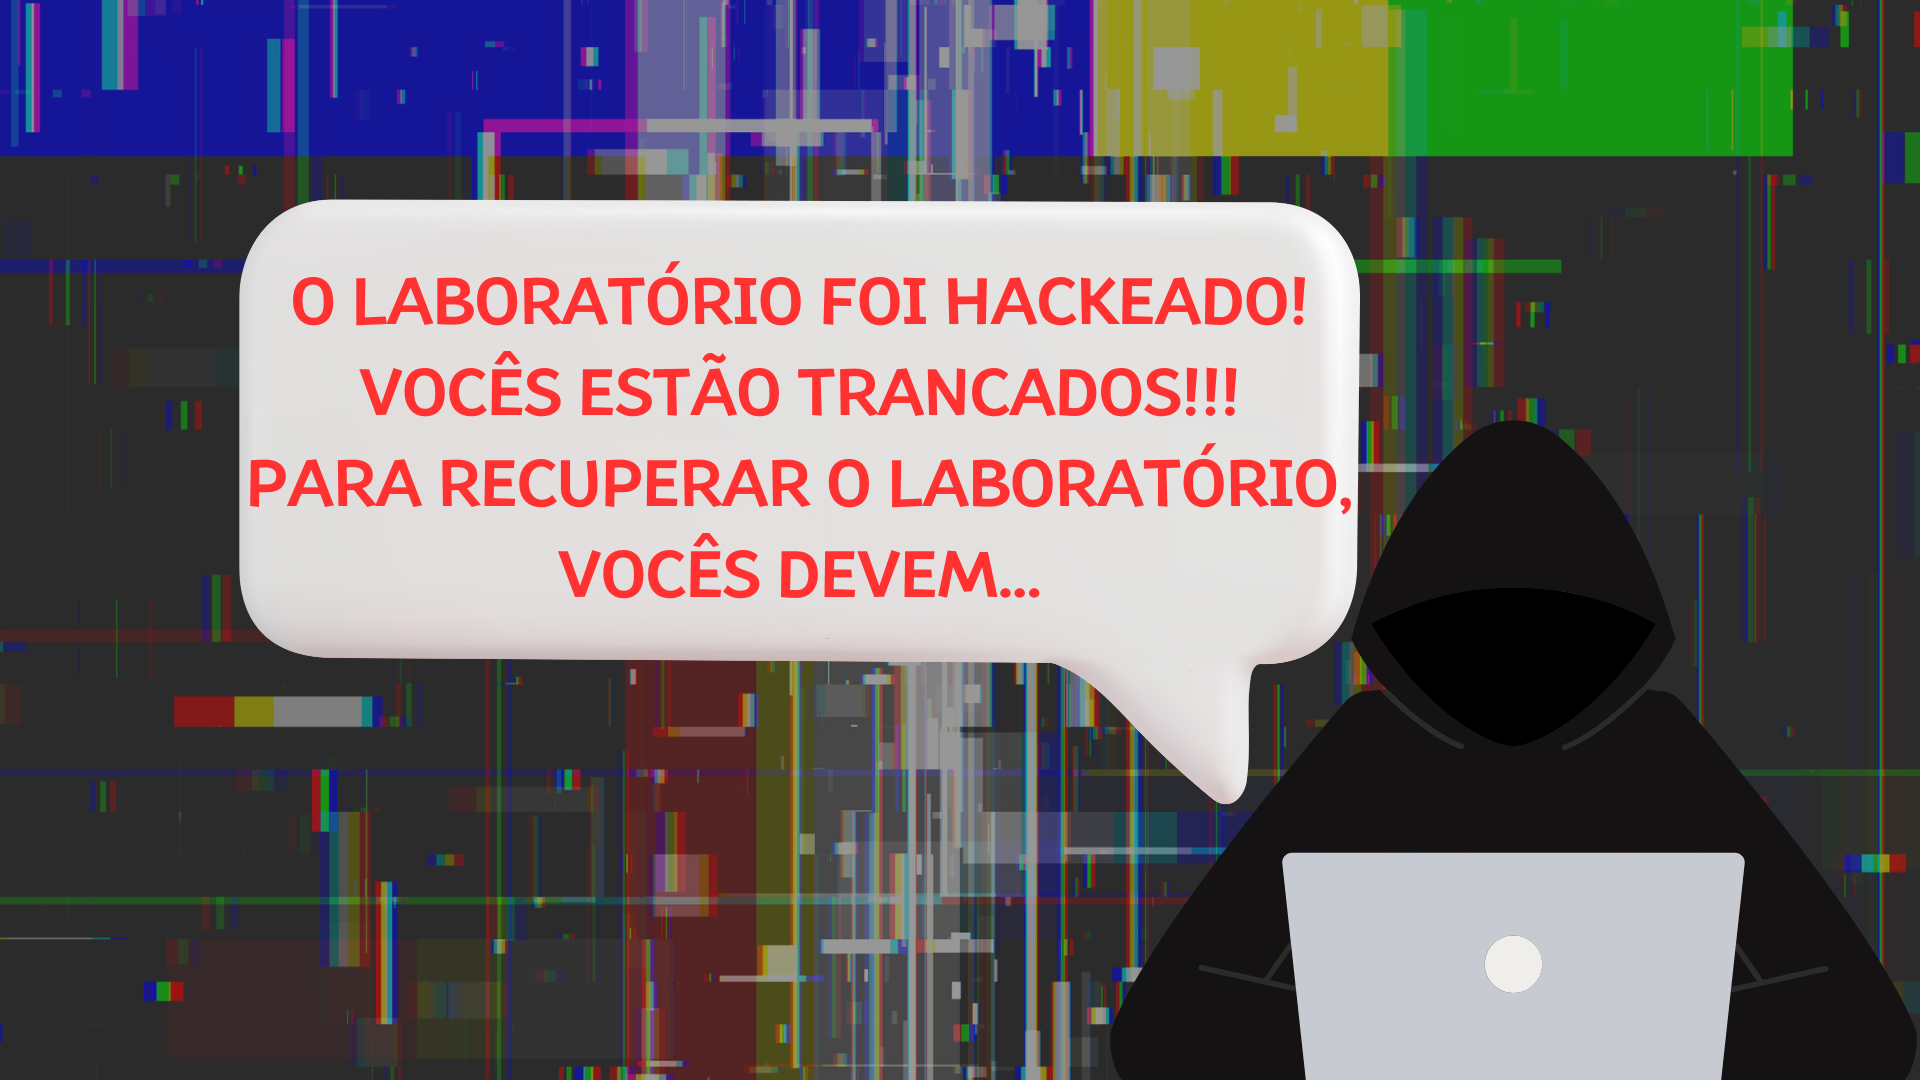 O LABORATÓRIO FOI HACKEADO!
VOCÊS ESTÃO TRANCADOS!!!
PARA RECUPERAR O LABORATÓRIO,
VOCÊS DEVEM...